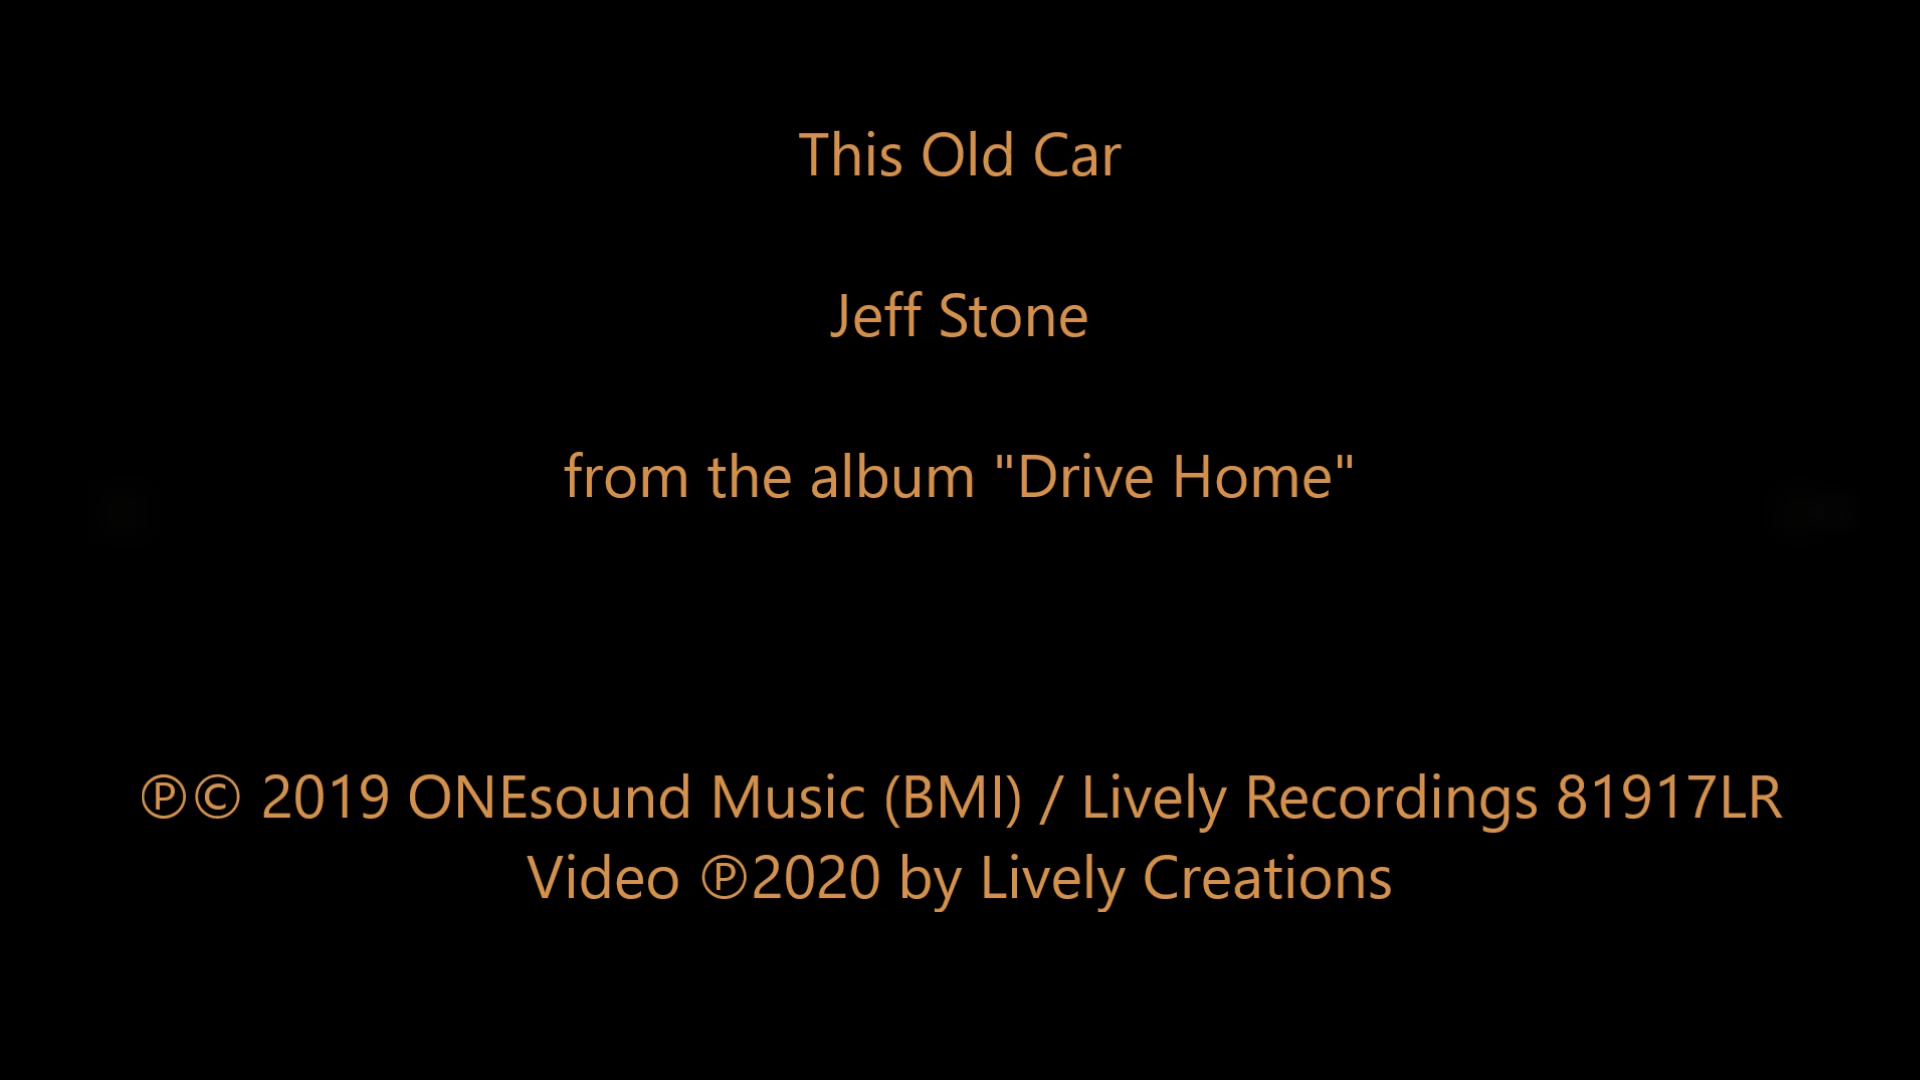 This Old Car
Jeff Stone
from the album "Drive Home"
℗© 2019 ONEsound Music (BMI) / Lively Recordings 81917LR
Video ℗2020 by Lively Creations